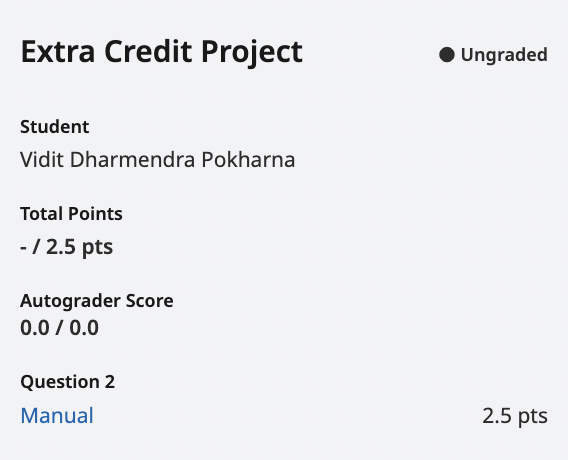 Extra Credit Project
Ungraded
Student
Vidit Dharmendra Pokharna
Total Points
- / 2.5 pts
Autograder Score
0.0 / 0.0
Question 2
Manual 2.5 pts